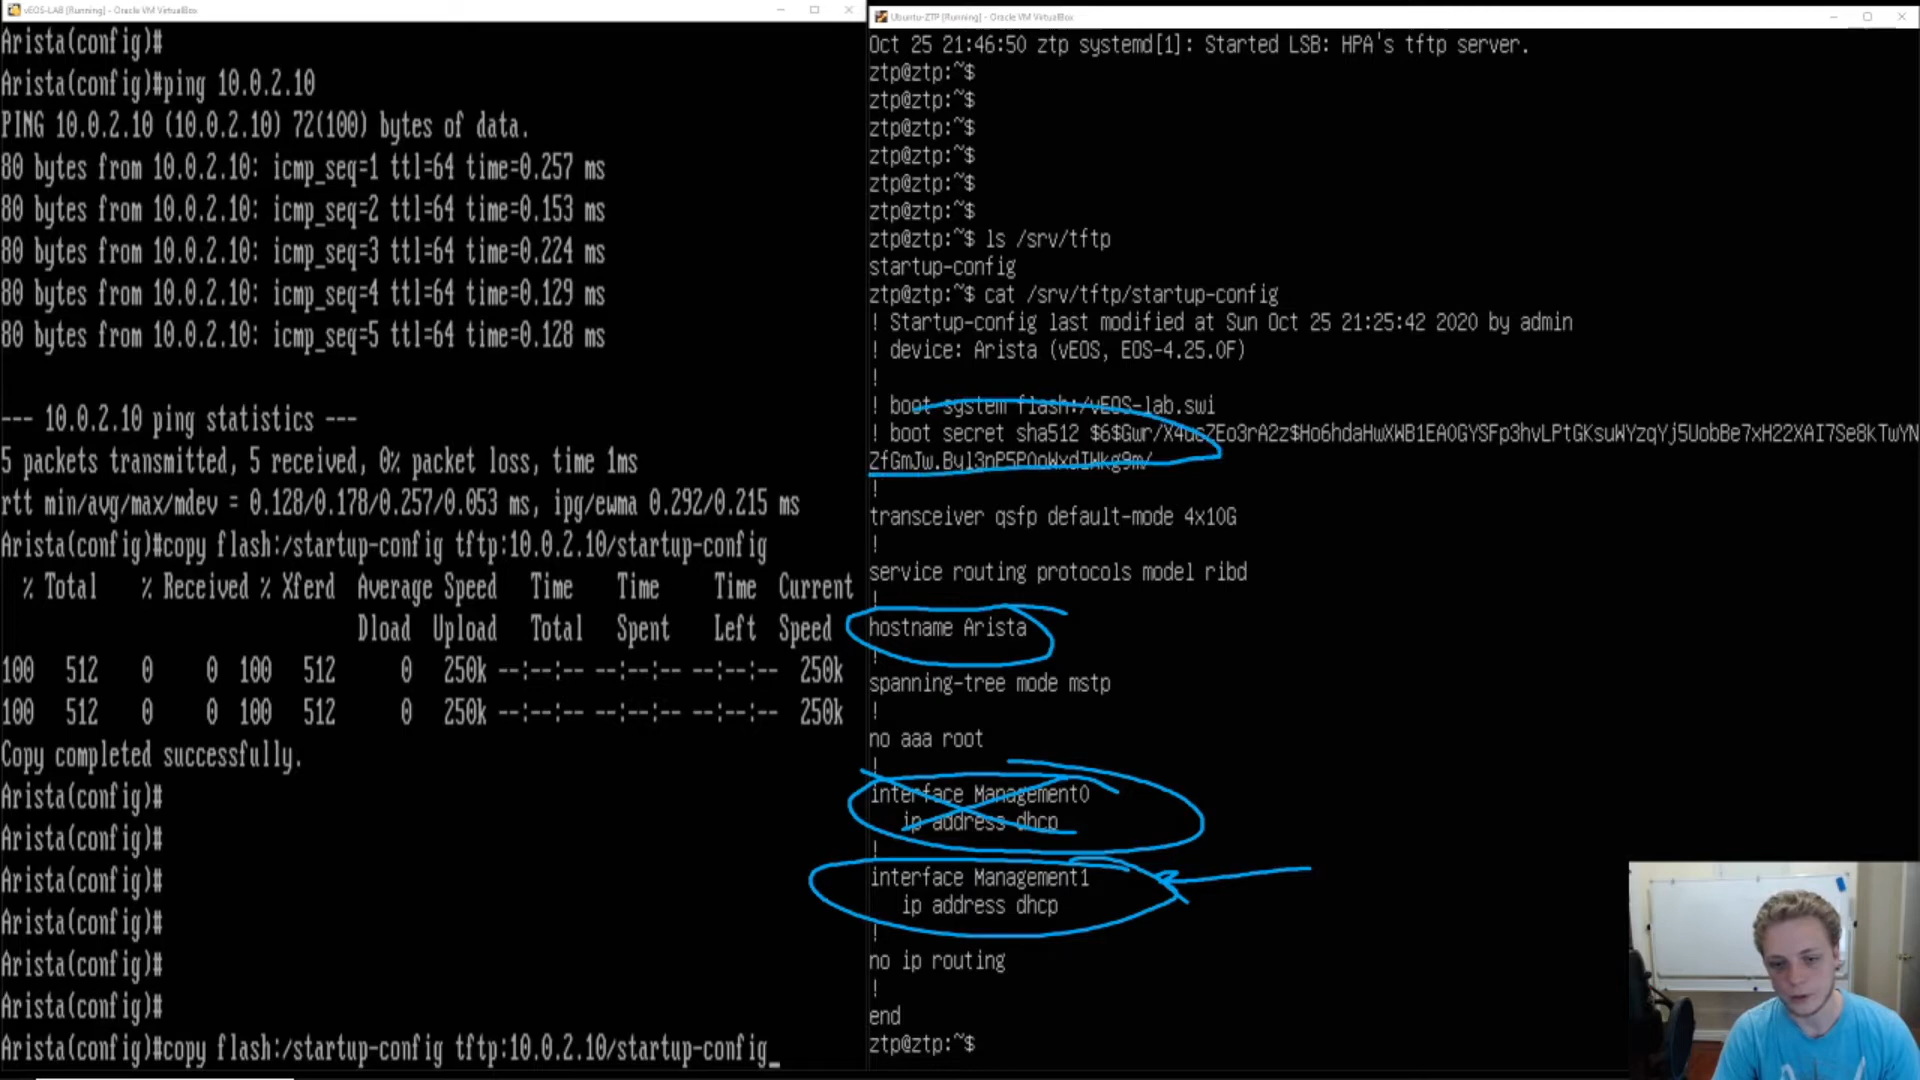 vEOS-LAB [Running] - Oracle VM VirtualBox
Arista(config)#
Arista(config)#ping 10.0.2.10
PING 10.0.2.10 (10.0.2.10) 72(100) bytes of data.
80 bytes from 10.0.2.10: icmp_seq=1 ttl=64 time=0.257 ms
80 bytes from 10.0.2.10: icmp_seq=2 ttl=64 time=0.153 ms
80 bytes from 10.0.2.10: icmp_seq=3 ttl=64 time=0.224 ms
80 bytes from 10.0.2.10: icmp_seq=4 ttl=64 time=0.129 ms
80 bytes from 10.0.2.10: icmp_seq=5 ttl=64 time=0.128 ms
--- 10.0.2.10 ping statistics ---
5 packets transmitted, 5 received, 0% packet loss, time 1ms
rtt min/avg/max/mdev = 0.128/0.178/0.257/0.053 ms, ipg/ewma 0.292/0.215 ms
Arista(config)#copy flash:/startup-config tftp:10.0.2.10/startup-config
% Total % Received % Xferd Average Speed Time Time Time Current
Dload Upload Total Spent Left Speed
100 512 0 0 100 512 0 250k --:--:-- --:--:-- --:--:-- 250k
100 512 0 0 100 512 0 250k --:--:-- --:--:-- --:--:-- 250k
Copy completed successfully.
Arista(config)#
Arista(config)#
Arista(config)#
Arista(config)#
Arista(config)#
Arista(config)#
Arista(config)#copy flash:/startup-config tftp:10.0.2.10/startup-config_
Ubuntu-ZTP [Running] - Oracle VM VirtualBox
Oct 25 21:46:50 ztp systemd[1]: Started LSB: HPA's tftp server.
ztp@ztp:~$
ztp@ztp:~$
ztp@ztp:~$
ztp@ztp:~$
ztp@ztp:~$
ztp@ztp:~$
ztp@ztp:~$ ls /srv/tftp
startup-config
ztp@ztp:~$ cat /srv/tftp/startup-config
! Startup-config last modified at Sun Oct 25 21:25:42 2020 by admin
! device: Arista (vEOS, EOS-4.25.0F)
!
! boot system flash:/vEOS-lab.swi
! boot secret sha512
!
transceiver qsfp default-mode 4x10G
!
service routing protocols model ribd
!
hostname Arista
!
spanning-tree mode mstp
!
no aaa root
!
interface Management0
ip address dhcp
!
interface Management1
ip address dhcp
!
no ip routing
!
end
ztp@ztp:~$